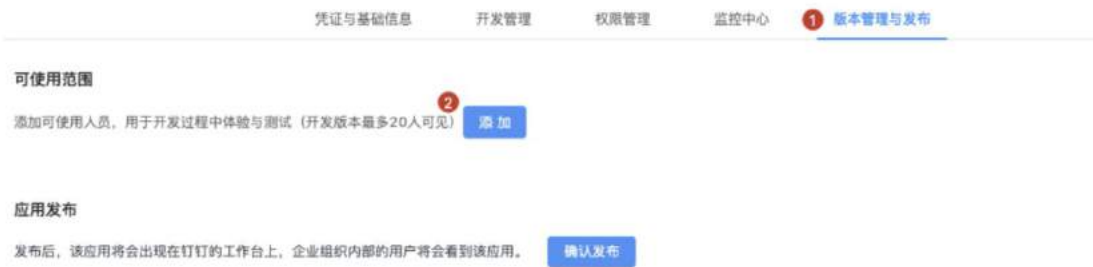 凭证与基础信息 开发管理 权限管理 监控中心 1 版本管理与发布
可使用范围
2
添加可使用人员，用于开发过程中体验与测试（开发版本最多20人可见） 添加
应用发布
发布后，该应用将会出现在钉钉的工作台上，企业组织内部的用户将会看到该应用。 确认发布